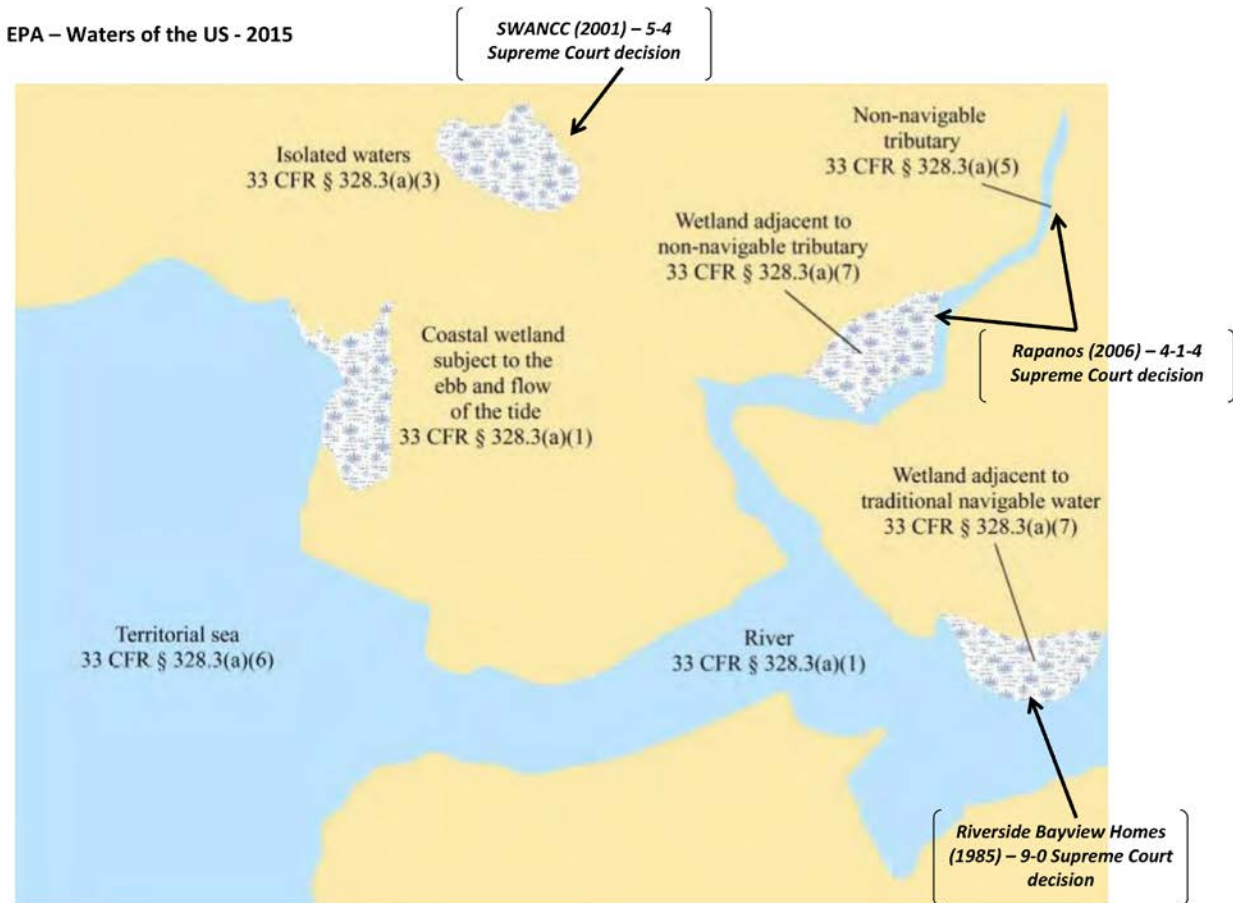 EPA – Waters of the US - 2015
SWANCC (2001) – 5-4
Supreme Court decision
Isolated waters
33 CFR § 328.3(a)(3)
Non-navigable
tributary
33 CFR § 328.3(a)(5)
Wetland adjacent to
non-navigable tributary
33 CFR § 328.3(a)(7)
Coastal wetland
subject to the
ebb and flow
of the tide
33 CFR § 328.3(a)(1)
Rapanos (2006) – 4-1-4
Supreme Court decision
Wetland adjacent to
traditional navigable water
33 CFR § 328.3(a)(7)
Territorial sea
33 CFR § 328.3(a)(6)
River
33 CFR § 328.3(a)(1)
Riverside Bayview Homes
(1985) – 9-0 Supreme Court
decision